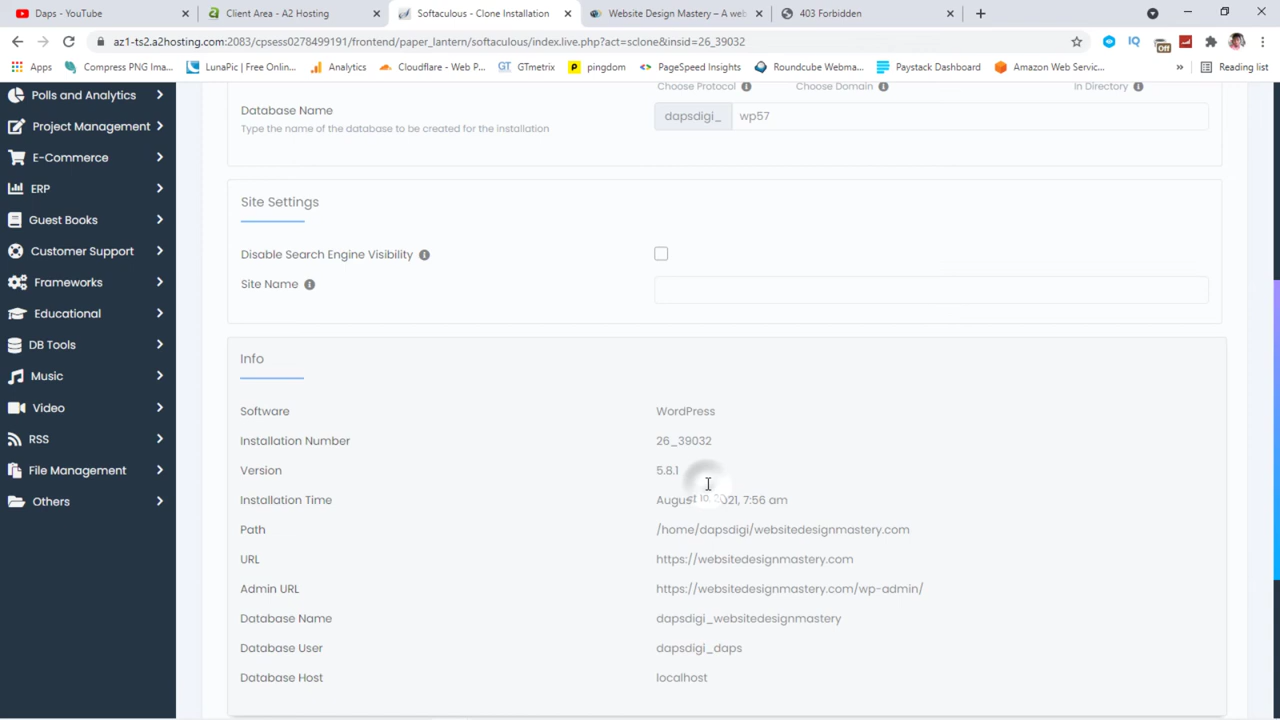 Daps - YouTube
Client Area - A2 Hosting
Softaculous - Clone Installation
Website Design Mastery – A web
403 Forbidden
az1-ts2.a2hosting.com:2083/cpsess0278499191/frontend/paper_lantern/softaculous/index.live.php?act=sclone&insid=26_39032
IQ
Off
Apps
Compress PNG Ima...
LunaPic | Free Onlin...
Analytics
Cloudflare - Web P...
GTmetrix
pingdom
PageSpeed Insights
Roundcube Webma...
Paystack Dashboard
Amazon Web Servic...
»
Reading list
Polls and Analytics
Project Management
E-Commerce
ERP
Guest Books
Customer Support
Frameworks
Educational
DB Tools
Music
Video
RSS
File Management
Others
Choose Protocol
Choose Domain
In Directory
Database Name
dapsdigi_
wp57
Type the name of the database to be created for the installation
Site Settings
Disable Search Engine Visibility
Site Name
Info
Software
WordPress
Installation Number
26_39032
Version
5.8.1
Installation Time
August 10, 2021, 7:56 am
Path
/home/dapsdigi/websitedesignmastery.com
URL
https://websitedesignmastery.com
Admin URL
https://websitedesignmastery.com/wp-admin/
Database Name
dapsdigi_websitedesignmastery
Database User
dapsdigi_daps
Database Host
localhost